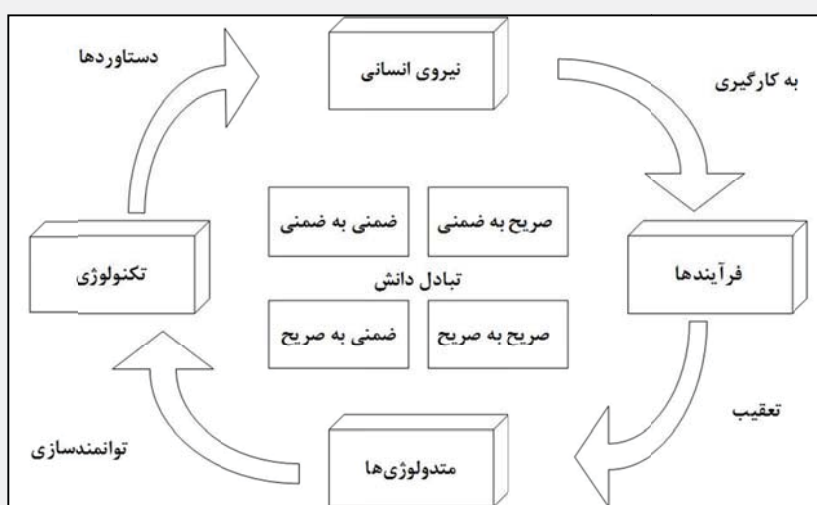 نیروی انسانی
دستاوردها
به کارگیری
صریح به ضمنی
ضمنی به ضمنی
فرآیندها
تکنولوژی
تبادل دانش
صریح به صریح
ضمنی به صریح
تعقیب
توانمندسازی
متدولوژی‌ها